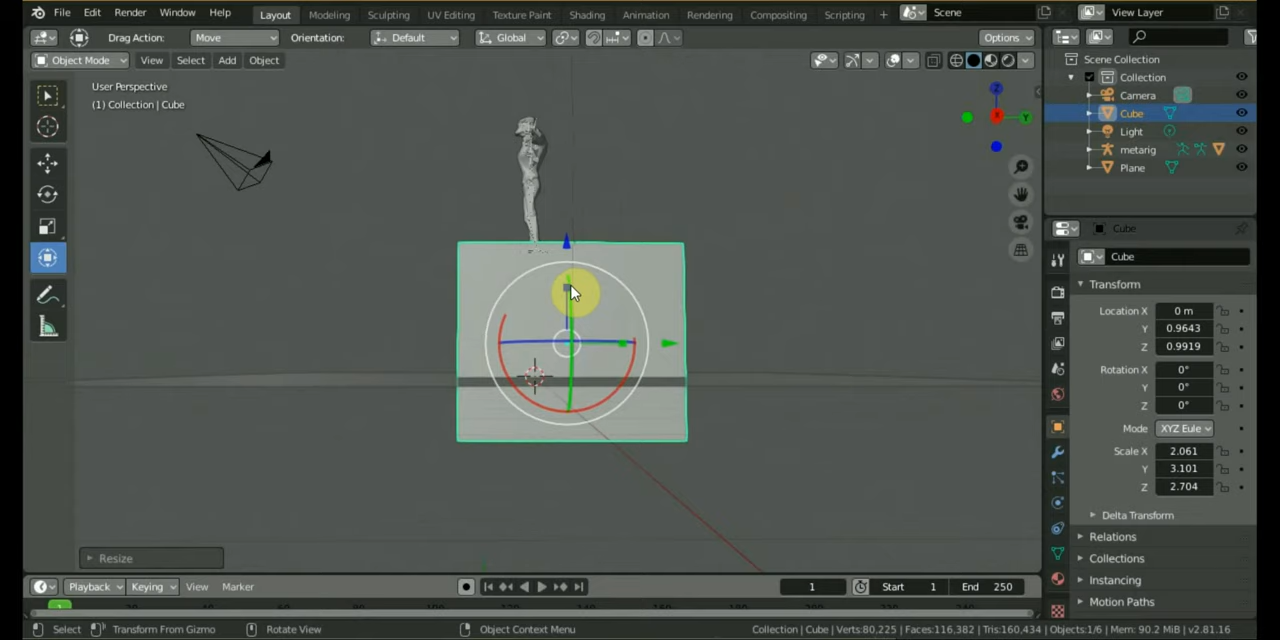 File Edit Render Window Help Layout Modeling Sculpting UV Editing Texture Paint Shading Animation Rendering Compositing Scripting + Scene View Layer
Drag Action: Move Orientation: Default Global Options
Object Mode View Select Add Object
User Perspective
(1) Collection | Cube
Z
X
Y
Scene Collection
Collection
Camera
Cube
Light
metarig
Plane
Cube
Cube
Transform
Location X 0 m
Y 0.9643
Z 0.9919
Rotation X 0°
Y 0°
Z 0°
Mode XYZ Eule
Scale X 2.061
Y 3.101
Z 2.704
Delta Transform
Relations
Collections
Instancing
Motion Paths
Resize
Playback Keying View Marker 1 Start 1 End 250
1
Select Transform From Gizmo Rotate View Object Context Menu Collection | Cube | Verts:80,225 | Faces:116,382 | Tris:160,434 | Objects:1/6 | Mem: 90.2 MiB | v2.81.16